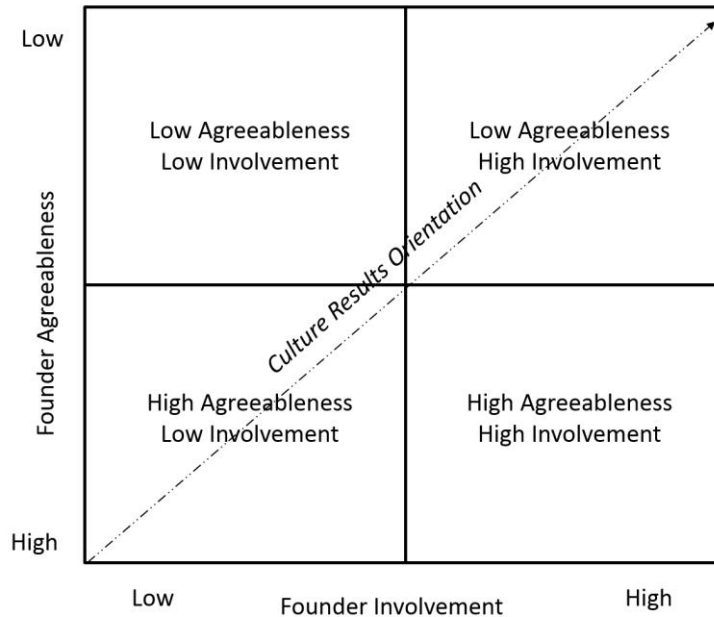 Low
Low Agreeableness
Low Involvement
Low Agreeableness
High Involvement
Culture Results Orientation
Founder Agreeableness
High Agreeableness
Low Involvement
High Agreeableness
High Involvement
High
Low
Founder Involvement
High